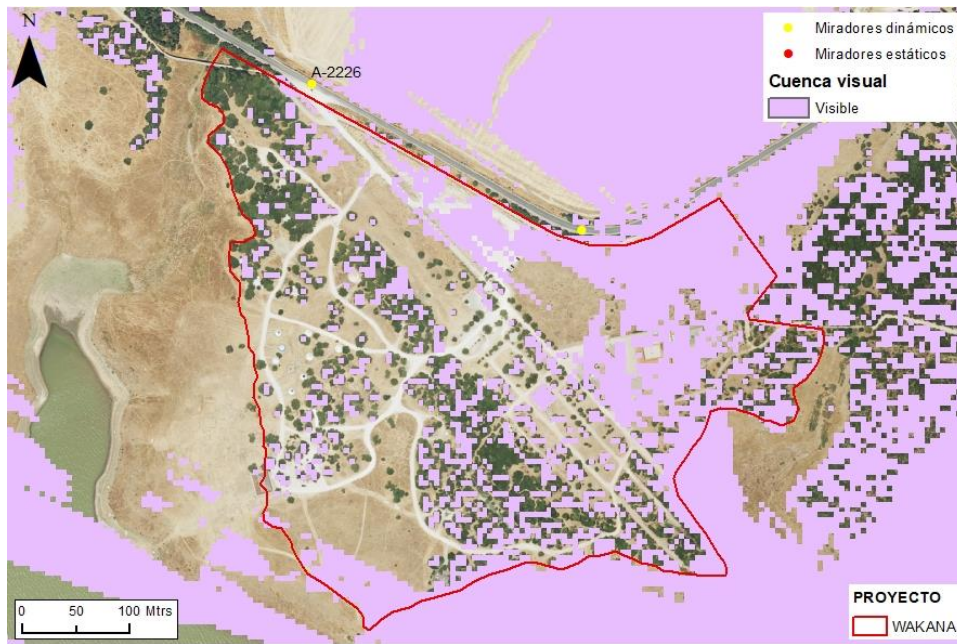 N
A-2226
Miradores dinámicos
Miradores estáticos
Cuenca visual
Visible
0 50 100 Mtrs
PROYECTO
WAKANA